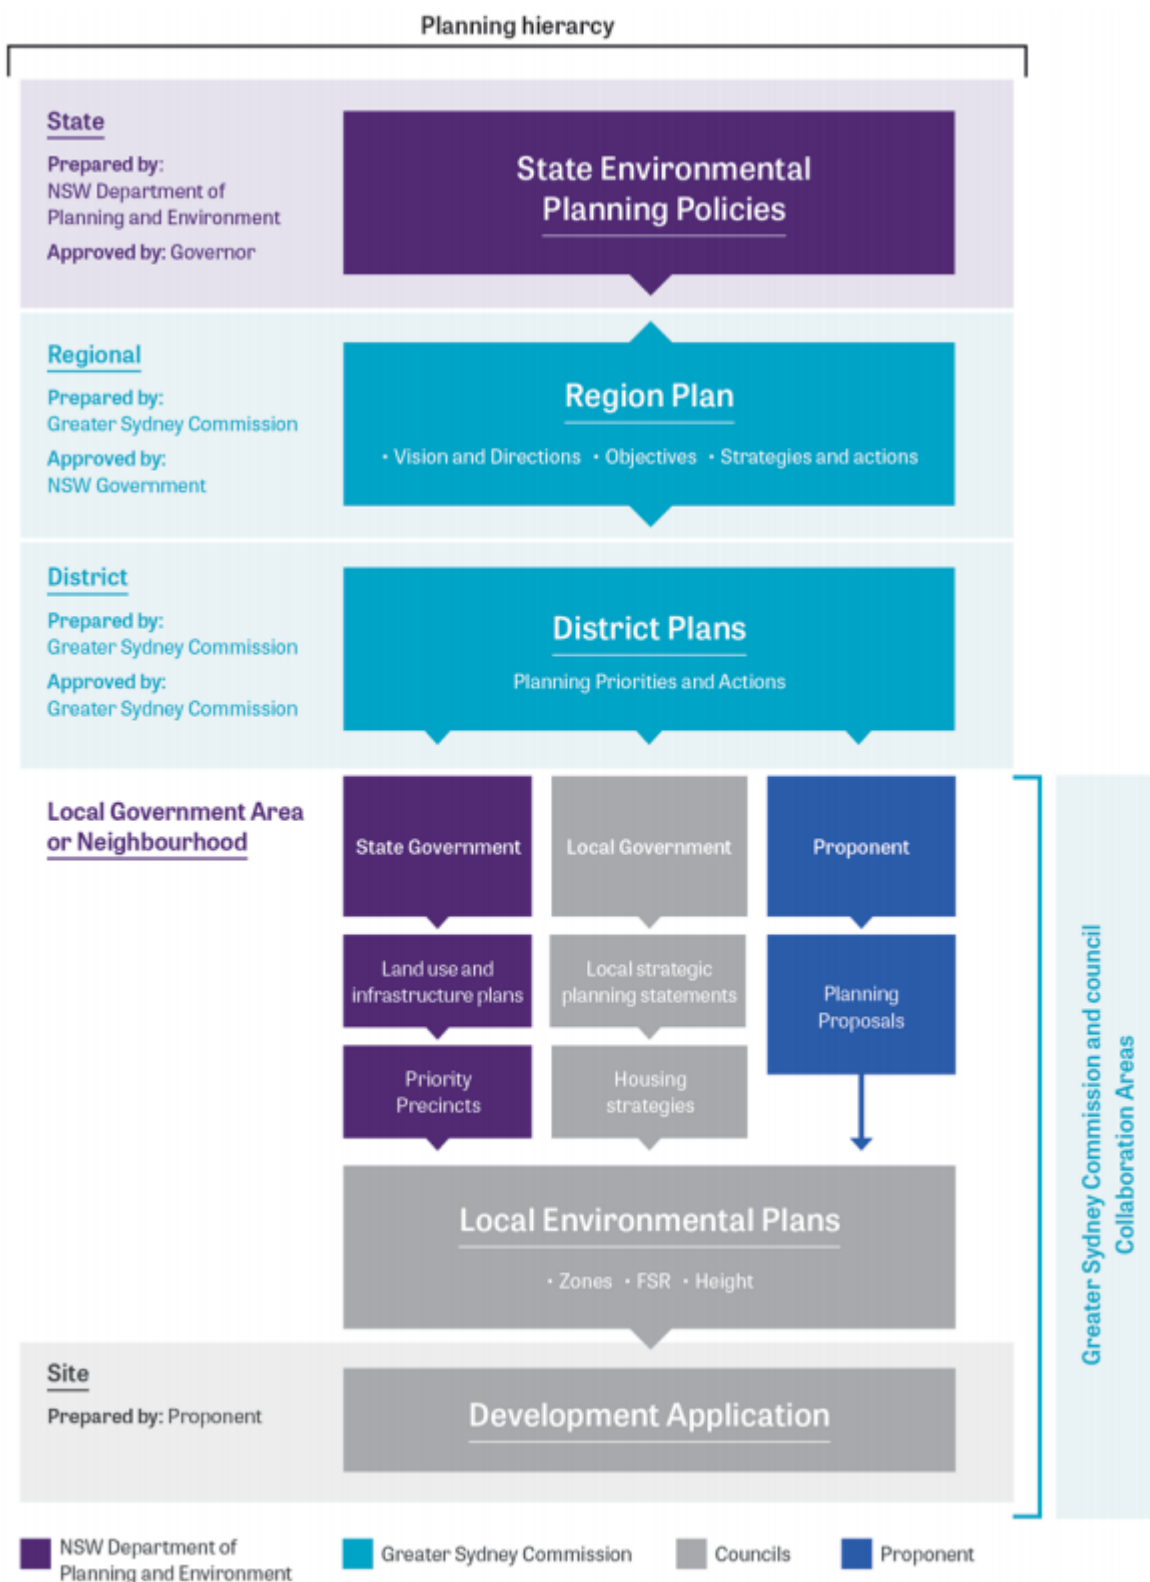 Planning hierarcy
State
Prepared by:
NSW Department of
Planning and Environment
Approved by: Governor
State Environmental
Planning Policies
Regional
Prepared by:
Greater Sydney Commission
Approved by:
NSW Government
Region Plan
• Vision and Directions • Objectives • Strategies and actions
District
Prepared by:
Greater Sydney Commission
Approved by:
Greater Sydney Commission
District Plans
Planning Priorities and Actions
Local Government Area
or Neighbourhood
State Government
Local Government
Proponent
Land use and
infrastructure plans
Local strategic
planning statements
Planning
Proposals
Priority
Precincts
Housing
strategies
Local Environmental Plans
• Zones • FSR • Height
Site
Prepared by: Proponent
Development Application
Greater Sydney Commission and council
Collaboration Areas
NSW Department of
Planning and Environment
Greater Sydney Commission
Councils
Proponent